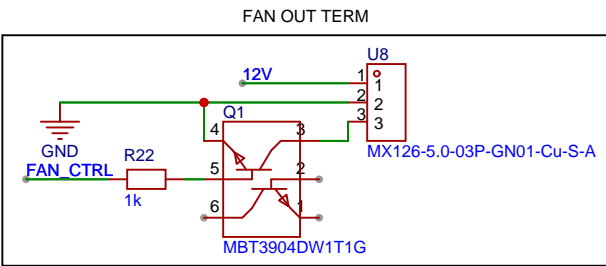 FAN OUT TERM
U8
12V
1
1
2
2
3
3
MX126-5.0-03P-GN01-Cu-S-A
Q1
4
3
GND
FAN_CTRL
R22
1k
5
2
6
1
MBT3904DW1T1G